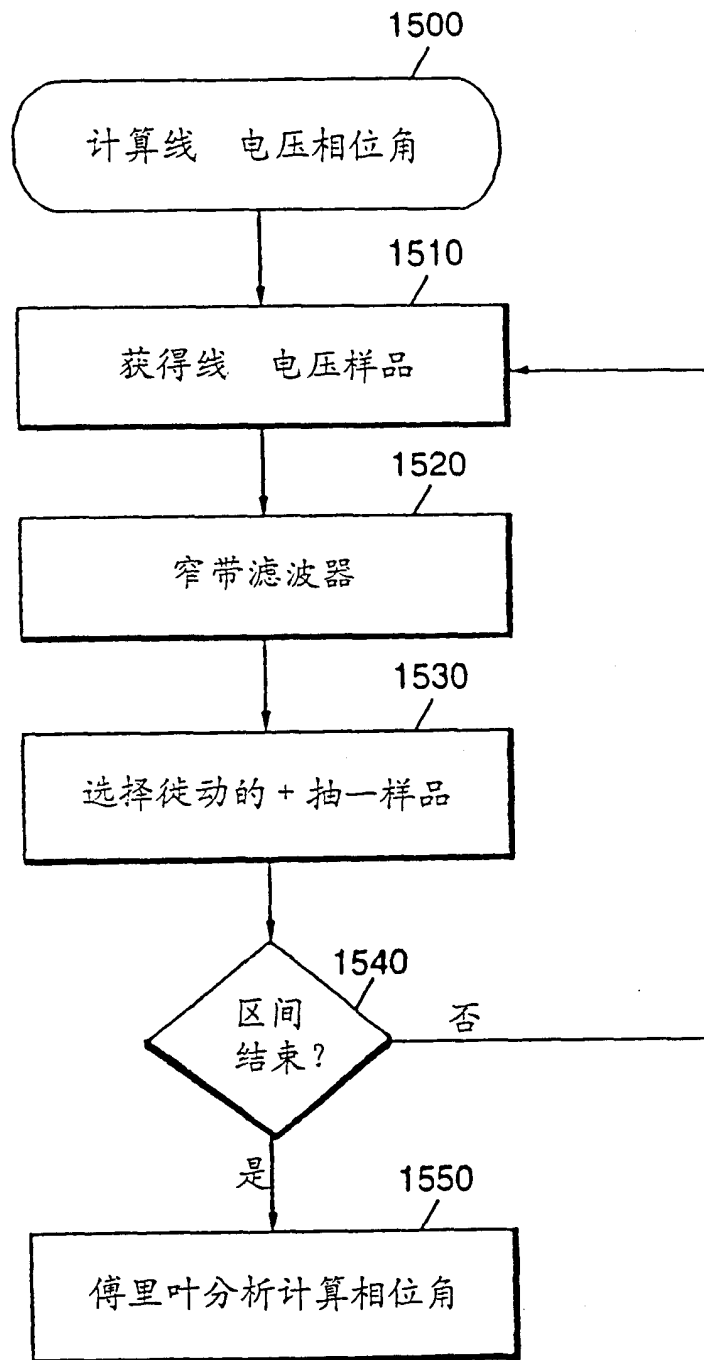 1500
计算线 电压相位角
1510
获得线 电压样品
1520
窄带滤波器
1530
选择徙动的+抽一样品
1540
区间
结束？
否
是
1550
傅里叶分析计算相位角